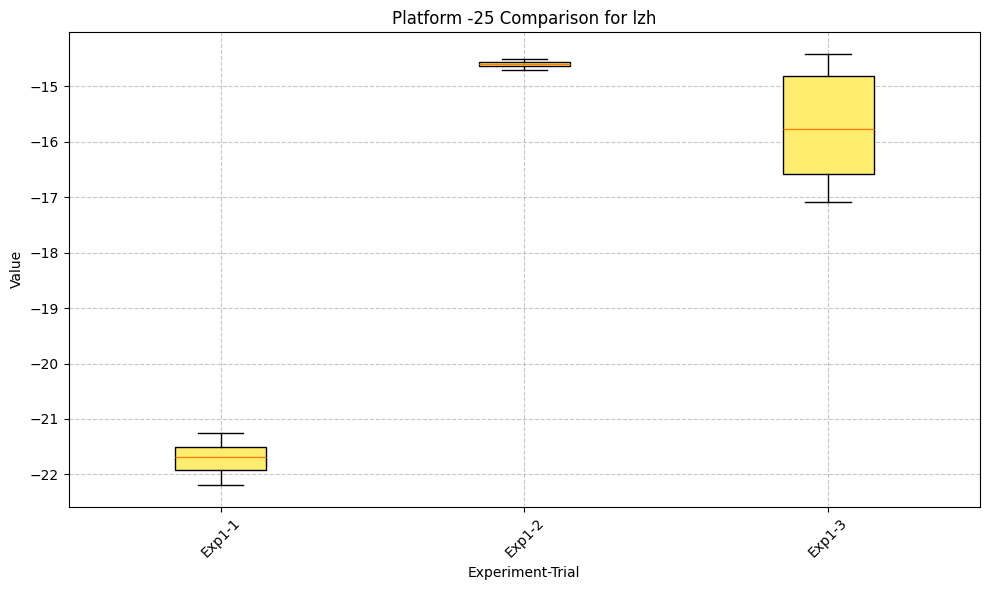 Platform -25 Comparison for lzh
−15
−16
−17
−18
−19
−20
−21
−22
Value
Exp1-1
Exp1-2
Exp1-3
Experiment-Trial